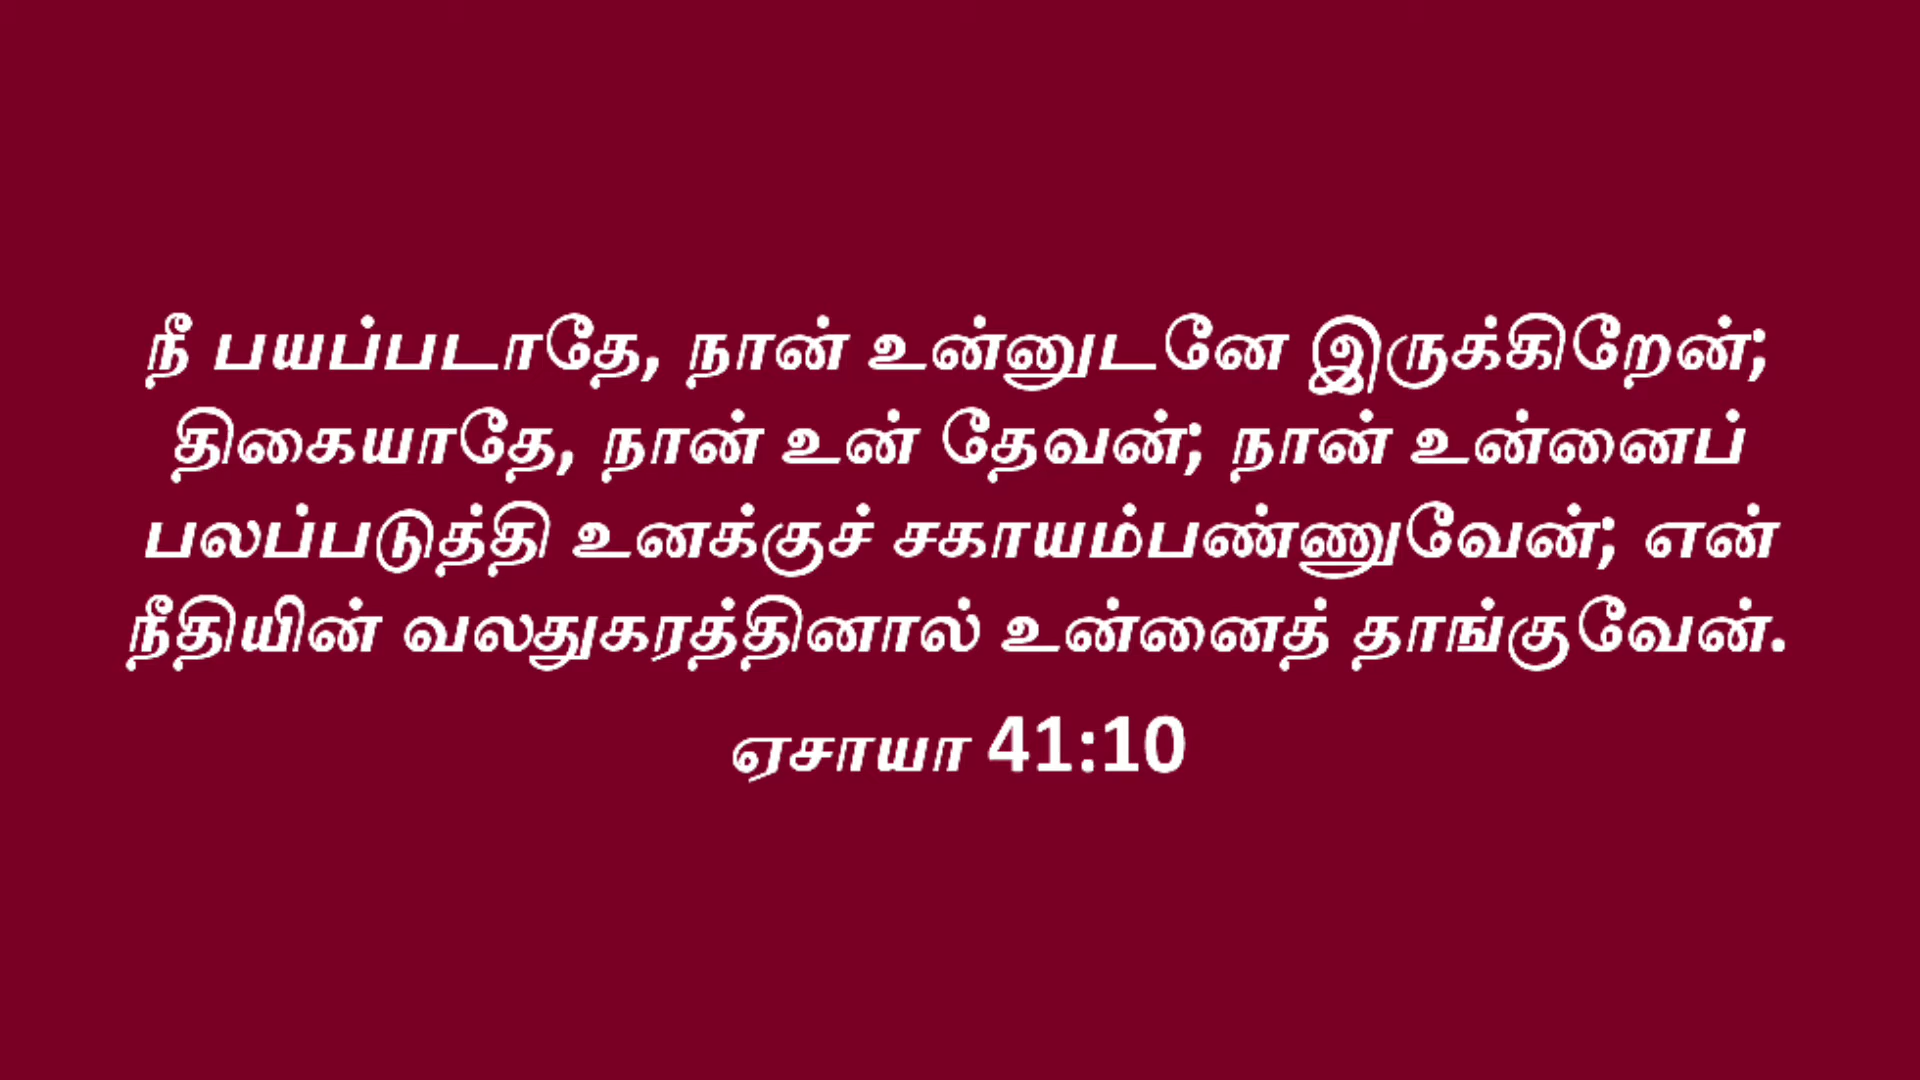 நீ பயப்படாதே, நான் உன்னுடனே இருக்கிறேன்;
திகையாதே, நான் உன் தேவன்; நான் உன்னைப்
பலப்படுத்தி உனக்குச் சகாயம்பண்ணுவேன்; என்
நீதியின் வலதுகரத்தினால் உன்னைத் தாங்குவேன்.
ஏசாயா 41:10